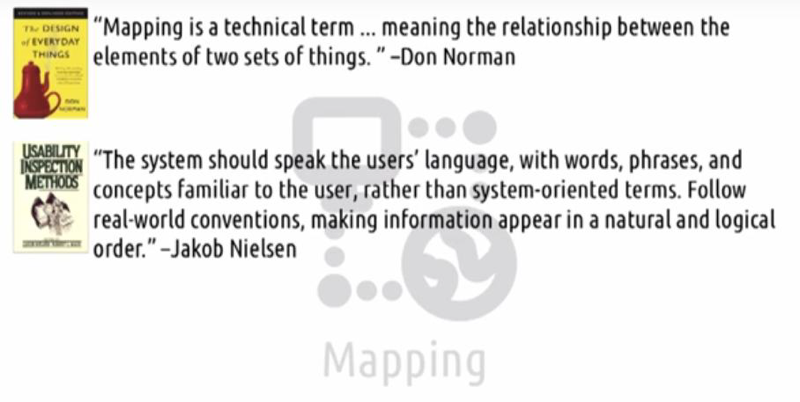 The DESIGN
of EVERYDAY
THINGS
DON
NORMAN
“Mapping is a technical term ... meaning the relationship between the
elements of two sets of things. ” –Don Norman
USABILITY
INSPECTION
METHODS
“The system should speak the users’ language, with words, phrases, and
concepts familiar to the user, rather than system-oriented terms. Follow
real-world conventions, making information appear in a natural and logical
order.” –Jakob Nielsen
Mapping